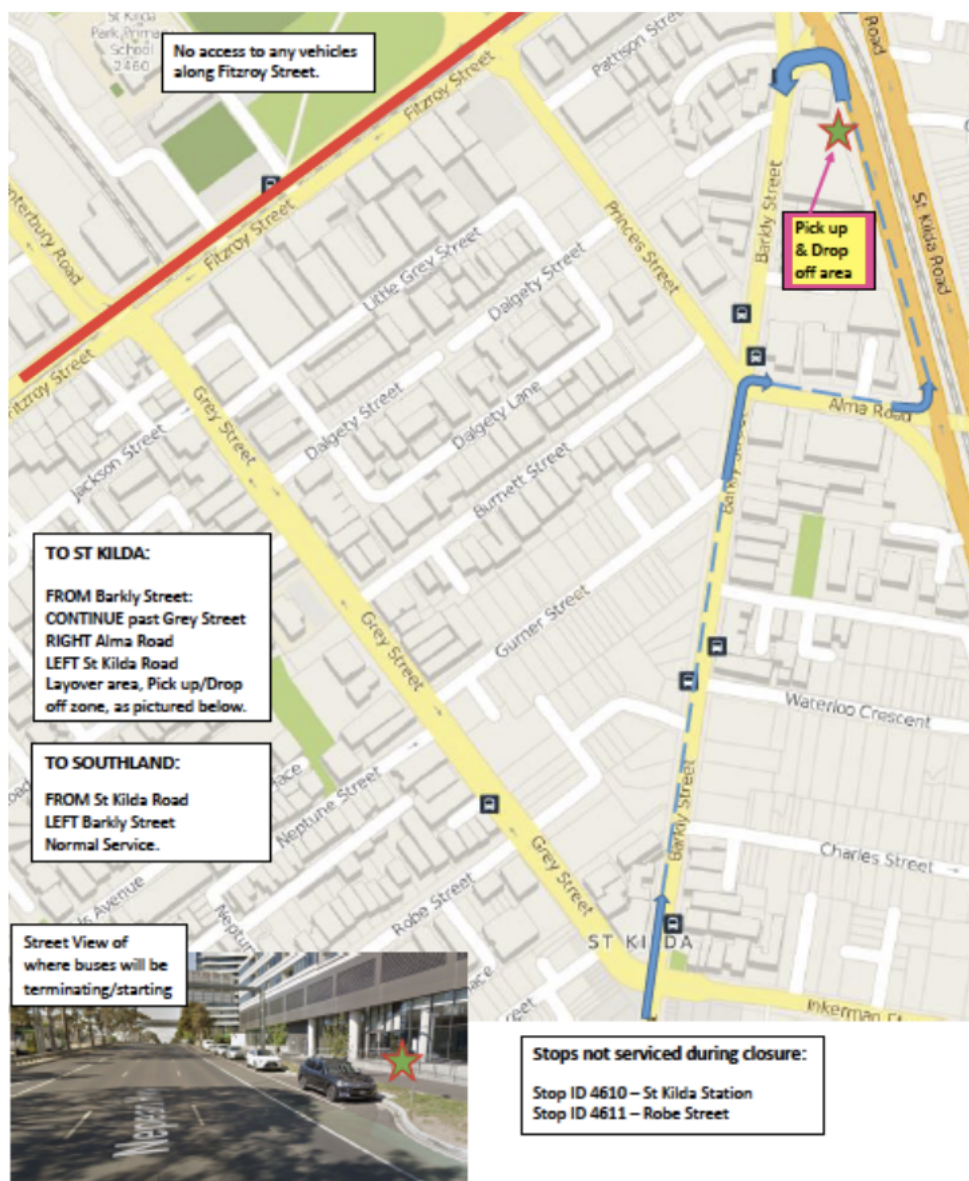 St Kilda
Park Primary
School
2460
No access to any vehicles
along Fitzroy Street.
Pattison Street
Road
Fitzroy Street
Fitzroy Street
Fitzroy Street
Little Grey Street
Dalgety Street
Princes Street
Barkly Street
St Kilda Road
Pick up
& Drop
off area
Grey Street
Dalgety Street
Dalgety Lane
Jackson Street
Burnett Street
Alma Road
TO ST KILDA:
FROM Barkly Street:
CONTINUE past Grey Street
RIGHT Alma Road
LEFT St Kilda Road
Layover area, Pick up/Drop
off zone, as pictured below.
Grey Street
Gurner Street
Waterloo Crescent
TO SOUTHLAND:
FROM St Kilda Road
LEFT Barkly Street
Normal Service.
Neptune Street
Barkly Street
Grey Street
Charles Street
Robe Street
ST KILDA
Street View of
where buses will be
terminating/starting
Stops not serviced during closure:
Stop ID 4610 – St Kilda Station
Stop ID 4611 – Robe Street